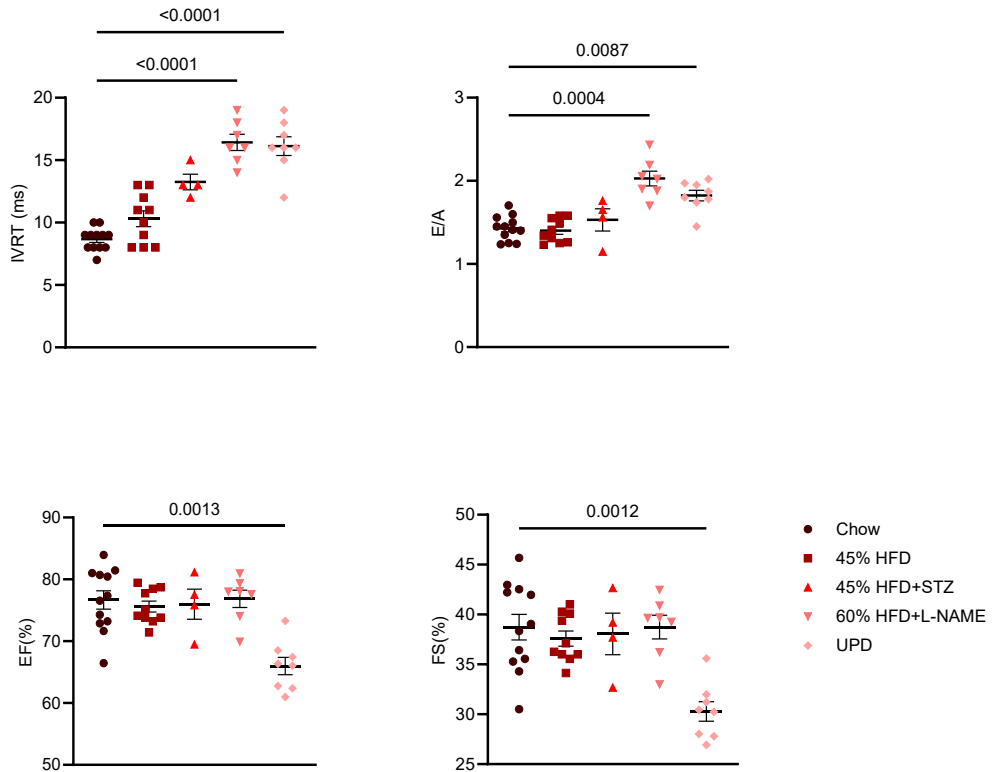 <0.0001
<0.0001
20
15
10
5
0
IVRT (ms)
0.0087
0.0004
3
2
1
0
E/A
0.0013
90
80
70
60
50
EF(%)
0.0012
50
45
40
35
30
25
FS(%)
Chow
45% HFD
45% HFD+STZ
60% HFD+L-NAME
UPD